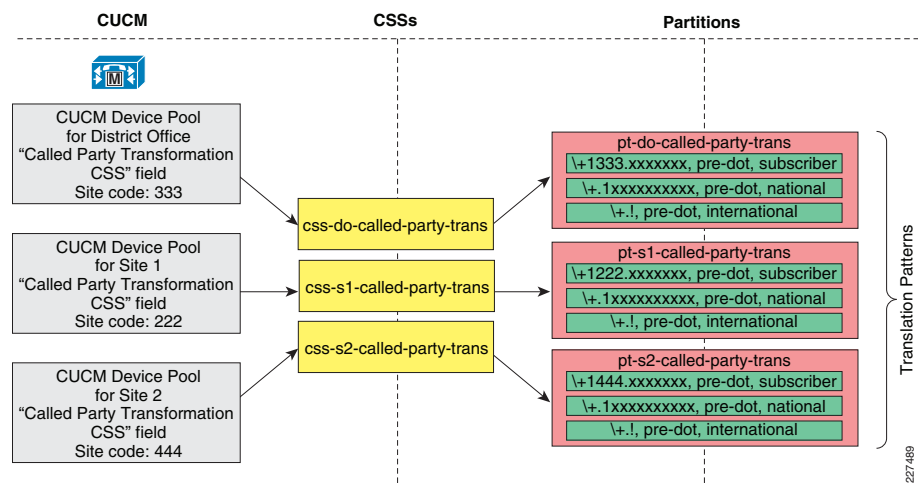 CUCM
CSSs
Partitions
M
CUCM Device Pool
for District Office
“Called Party Transformation
CSS” field
Site code: 333
CUCM Device Pool
for Site 1
“Called Party Transformation
CSS” field
Site code: 222
CUCM Device Pool
for Site 2
“Called Party Transformation
CSS” field
Site code: 444
css-do-called-party-trans
css-s1-called-party-trans
css-s2-called-party-trans
pt-do-called-party-trans
\+1333.xxxxxxx, pre-dot, subscriber
\+.1xxxxxxxxxx, pre-dot, national
\+.!, pre-dot, international
pt-s1-called-party-trans
\+1222.xxxxxxx, pre-dot, subscriber
\+.1xxxxxxxxxx, pre-dot, national
\+.!, pre-dot, international
pt-s2-called-party-trans
\+1444.xxxxxxx, pre-dot, subscriber
\+.1xxxxxxxxxx, pre-dot, national
\+.!, pre-dot, international
Translation Patterns
227489